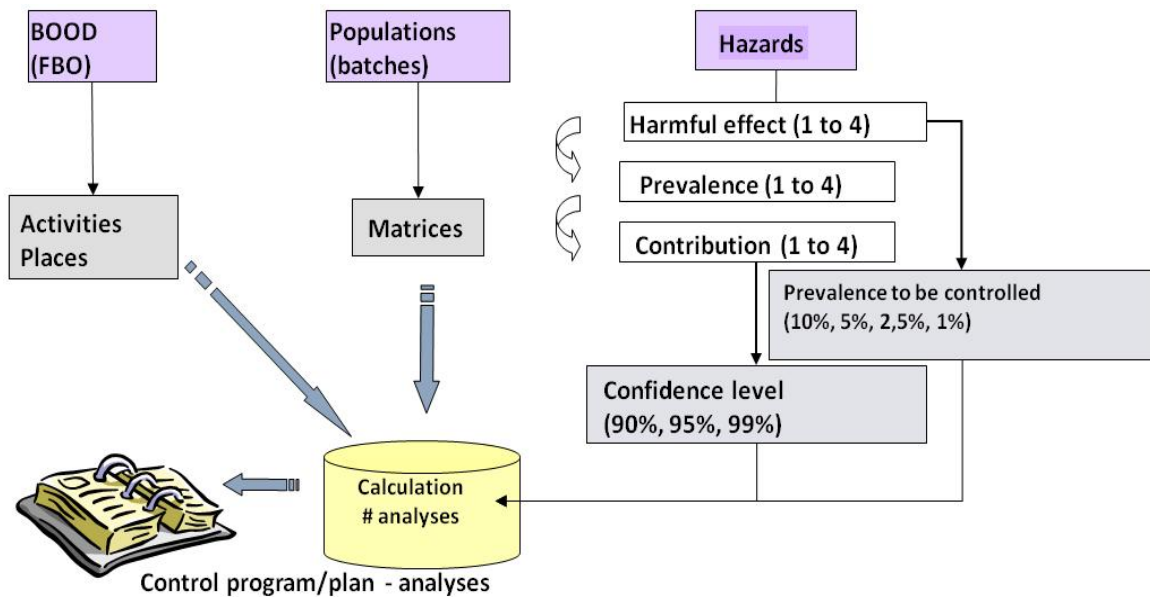 BOOD
(FBO)
Populations
(batches)
Hazards
Harmful effect (1 to 4)
Prevalence (1 to 4)
Contribution (1 to 4)
Activities
Places
Matrices
Prevalence to be controlled
(10%, 5%, 2,5%, 1%)
Confidence level
(90%, 95%, 99%)
Calculation
# analyses
Control program/plan - analyses